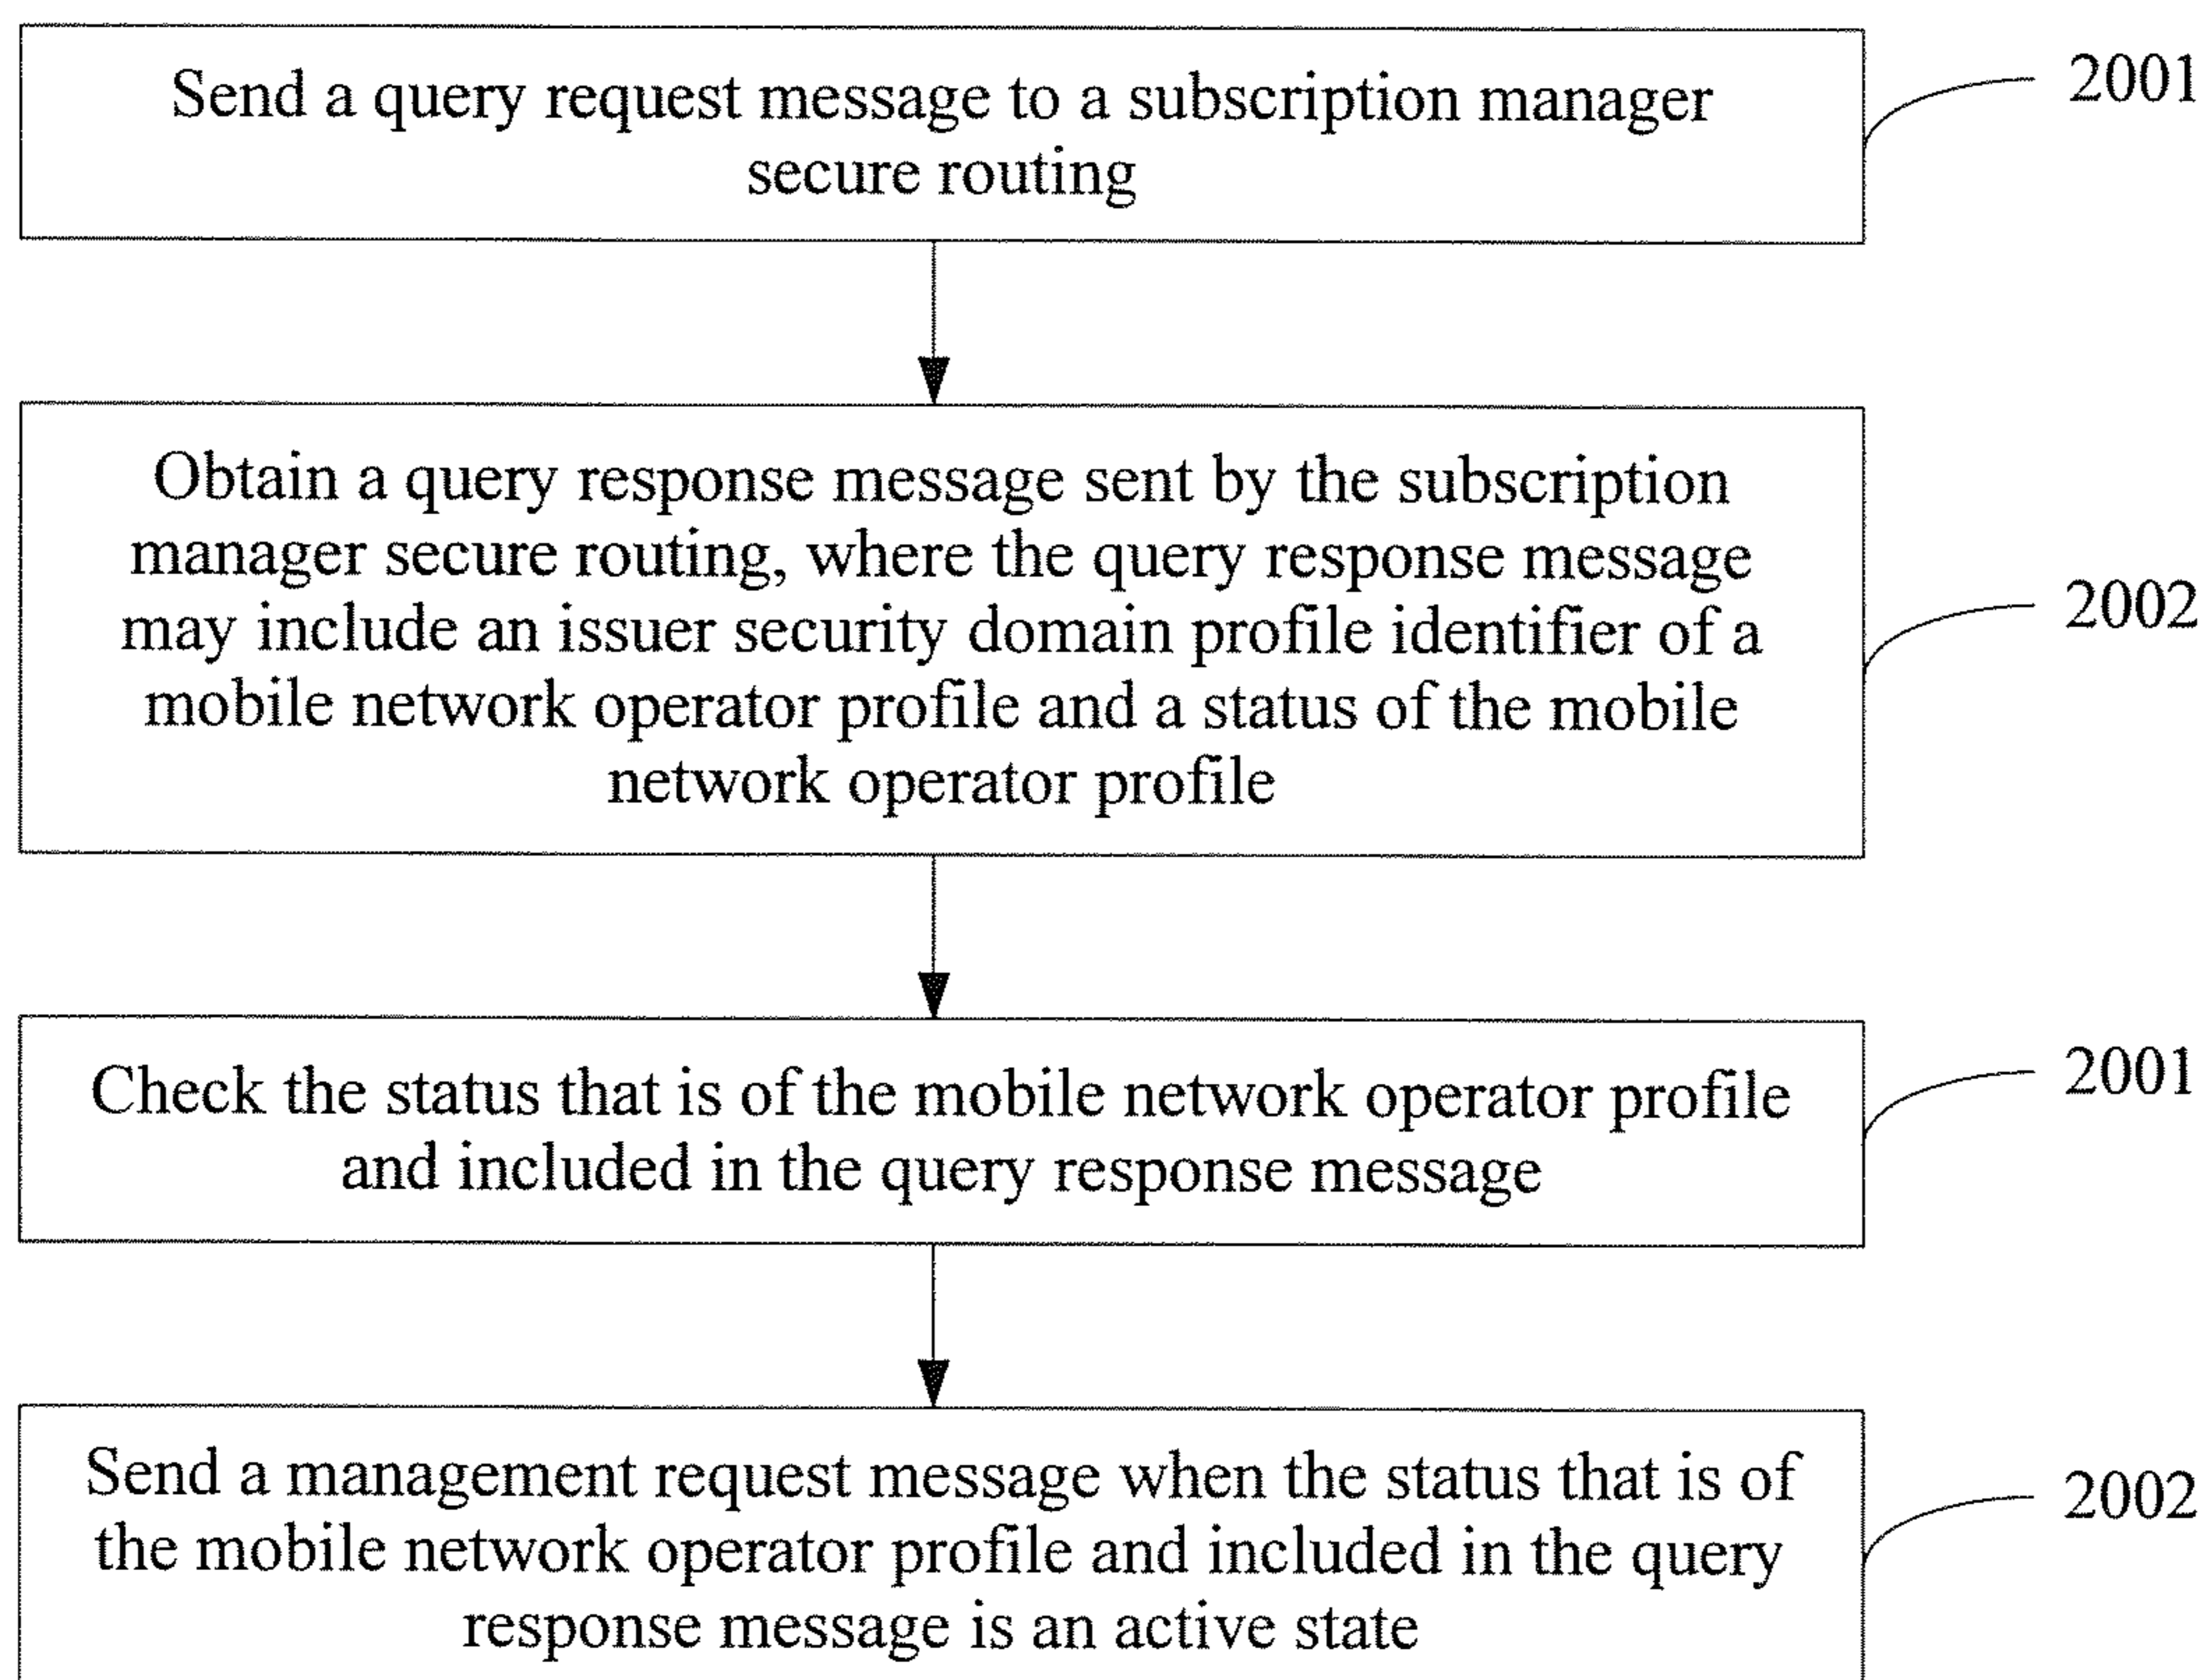 Send a query request message to a subscription manager
secure routing
2001
Obtain a query response message sent by the subscription
manager secure routing, where the query response message
may include an issuer security domain profile identifier of a
mobile network operator profile and a status of the mobile
network operator profile
2002
Check the status that is of the mobile network operator profile
and included in the query response message
2001
Send a management request message when the status that is of
the mobile network operator profile and included in the query
response message is an active state
2002